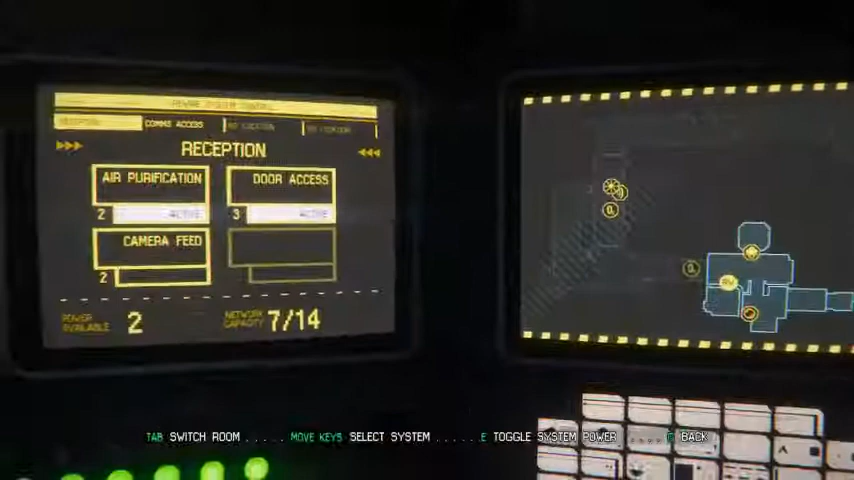 REWIRE SYSTEM CONTROL
RECEPTION COMMS ACCESS NO LOCATION NO LOCATION
RECEPTION
AIR PURIFICATION DOOR ACCESS
2 ACTIVE 3 ACTIVE
CAMERA FEED
2
POWER AVAILABLE 2 NETWORK CAPACITY 7/14
TAB SWITCH ROOM ..... MOVE KEYS SELECT SYSTEM ...... E TOGGLE SYSTEM POWER BACK